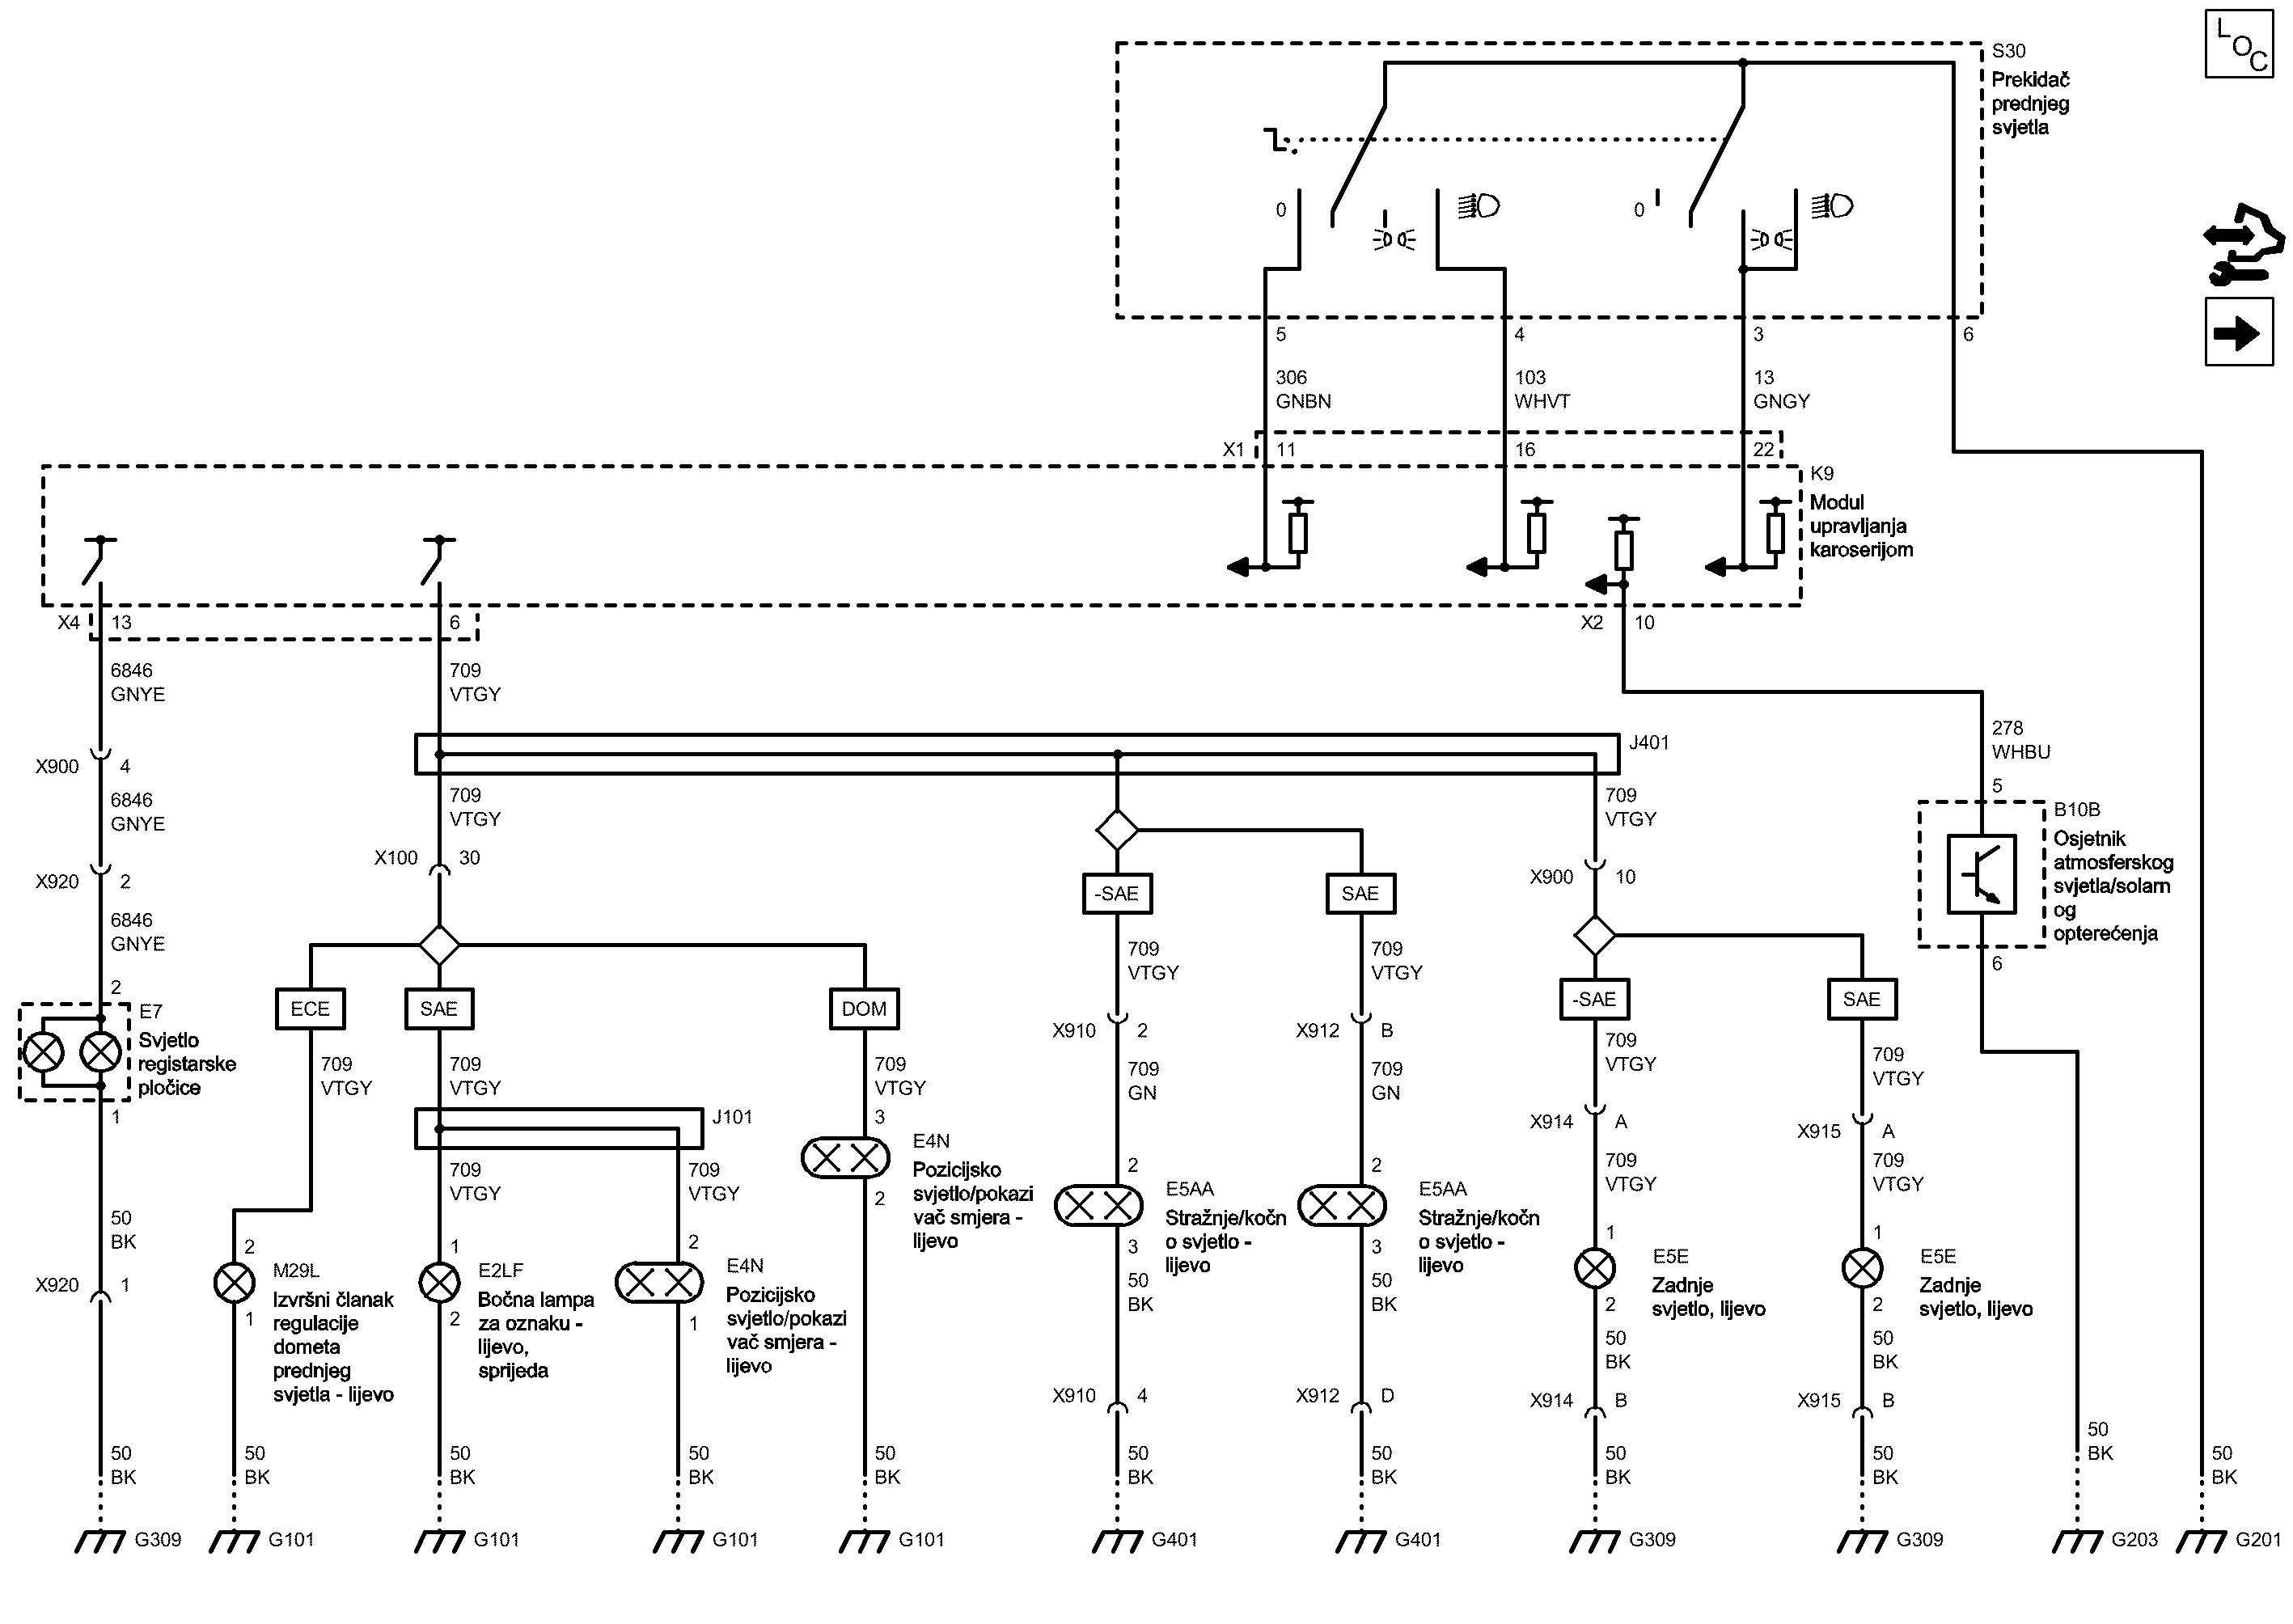 LOC
S30
Prekidač
prednjeg
svjetla
0
0
5
4
3
6
306
GNBN
103
WHVT
13
GNGY
X1
11
16
22
K9
Modul
upravljanja
karoserijom
X4
13
6
X2
10
6846
GNYE
709
VTGY
J401
278
WHBU
X900
4
6846
GNYE
709
VTGY
709
VTGY
5
B10B
Osjetnik
atmosferskog
svjetla/solarn
og
opterećenja
6
X100
30
X920
2
-SAE
SAE
X900
10
6846
GNYE
709
VTGY
709
VTGY
2
ECE
SAE
DOM
-SAE
SAE
E7
Svjetlo
registarske
pločice
1
709
VTGY
709
VTGY
709
VTGY
X910
2
X912
B
709
VTGY
709
VTGY
709
GN
709
GN
J101
3
E4N
Pozicijsko
svjetlo/pokazi
vač smjera -
lijevo
2
X914
A
X915
A
709
VTGY
709
VTGY
709
VTGY
709
VTGY
2
E5AA
Stražnje/kočn
o svjetlo -
lijevo
3
2
E5AA
Stražnje/kočn
o svjetlo -
lijevo
3
50
BK
X920
1
2
M29L
Izvršni članak
regulacije
dometa
prednjeg
svjetla - lijevo
1
1
E2LF
Bočna lampa
za oznaku -
lijevo,
sprijeda
2
2
E4N
Pozicijsko
svjetlo/pokazi
vač smjera -
lijevo
1
1
E5E
Zadnje
svjetlo, lijevo
2
1
E5E
Zadnje
svjetlo, lijevo
2
50
BK
50
BK
50
BK
50
BK
X910
4
X912
D
X914
B
X915
B
50
BK
50
BK
50
BK
50
BK
50
BK
50
BK
50
BK
50
BK
50
BK
50
BK
50
BK
G309
G101
G101
G101
G101
G401
G401
G309
G309
G203
G201